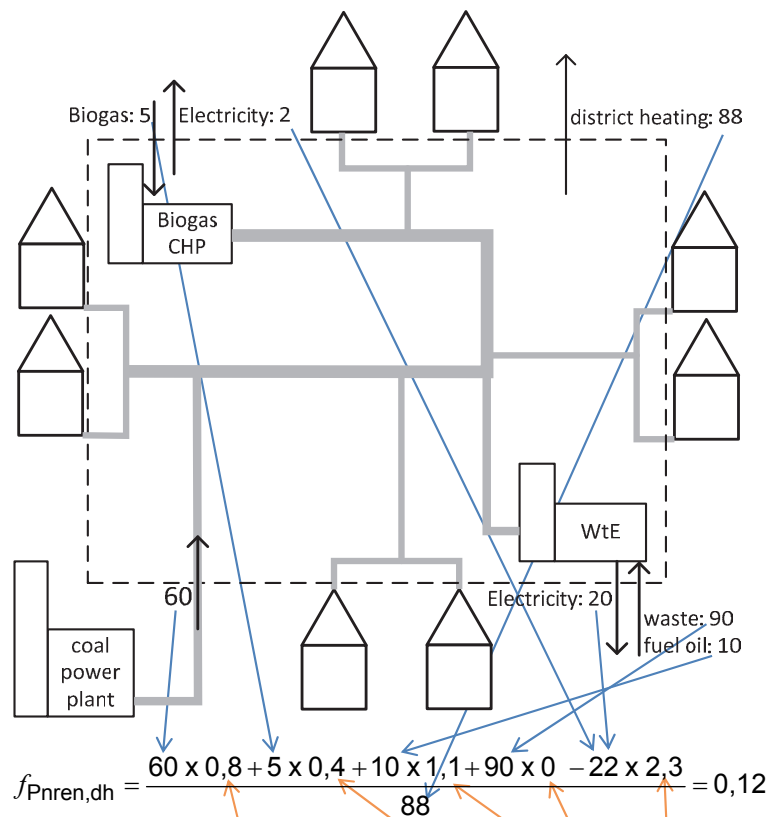 Biogas: 5
Electricity: 2
district heating: 88
Biogas
CHP
WtE
60
Electricity: 20
waste: 90
fuel oil: 10
coal
power
plant
f_Pnren,dh = (60 x 0,8 + 5 x 0,4 + 10 x 1,1 + 90 x 0 − 22 x 2,3) / 88 = 0,12